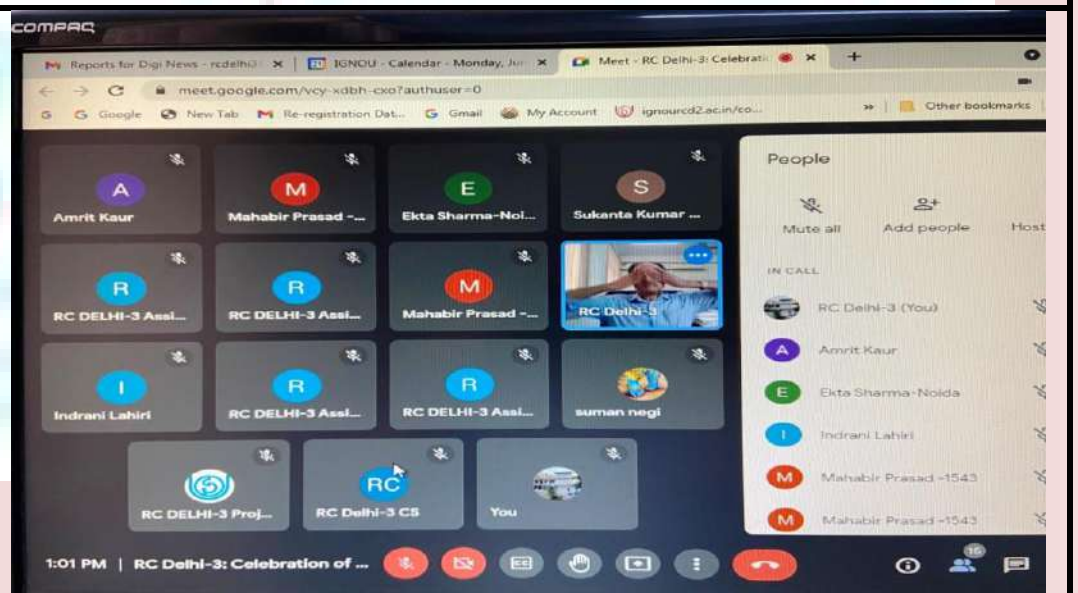 COMPAQ
Reports for Digi News - rcdelhi3
IGNOU - Calendar - Monday, Jun
Meet - RC Delhi-3: Celebrati
meet.google.com/vcy-xdbh-cxo?authuser=0
G Google New Tab Re-registration Dat... Gmail My Account ignourcd2.ac.in/co... » Other bookmarks
People
A M E S
Amrit Kaur Mahabir Prasad -... Ekta Sharma-Noi... Sukanta Kumar ...
Mute all Add people Host
IN CALL
R R M
RC DELHI-3 Assi... RC DELHI-3 Assi... Mahabir Prasad -... RC Delhi-3
RC Delhi-3 (You)
A Amrit Kaur
I R R
Indrani Lahiri RC DELHI-3 Assi... RC DELHI-3 Assi... suman negi
E Ekta Sharma-Noida
I Indrani Lahiri
RC
RC DELHI-3 Proj... RC Delhi-3 CS You
M Mahabir Prasad -1543
M Mahabir Prasad -1543
1:01 PM | RC Delhi-3: Celebration of ... CC 16